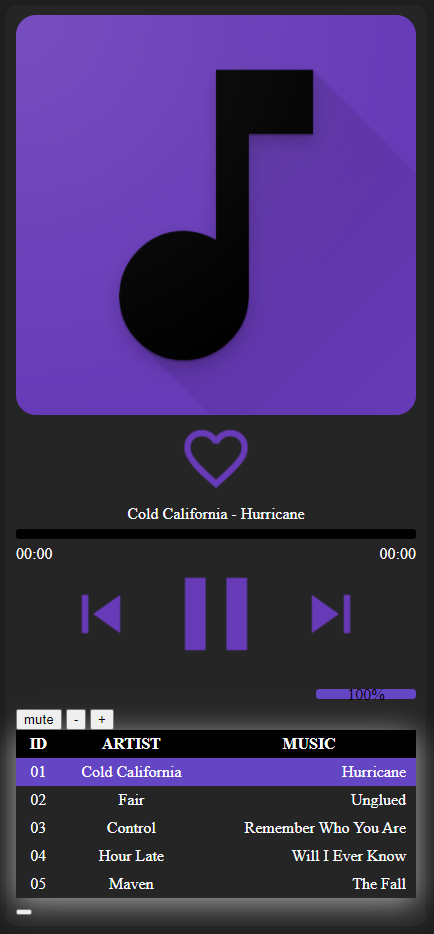 Cold California - Hurricane
00:00 00:00
100%
mute - +
ID ARTIST MUSIC
01 Cold California Hurricane
02 Fair Unglued
03 Control Remember Who You Are
04 Hour Late Will I Ever Know
05 Maven The Fall